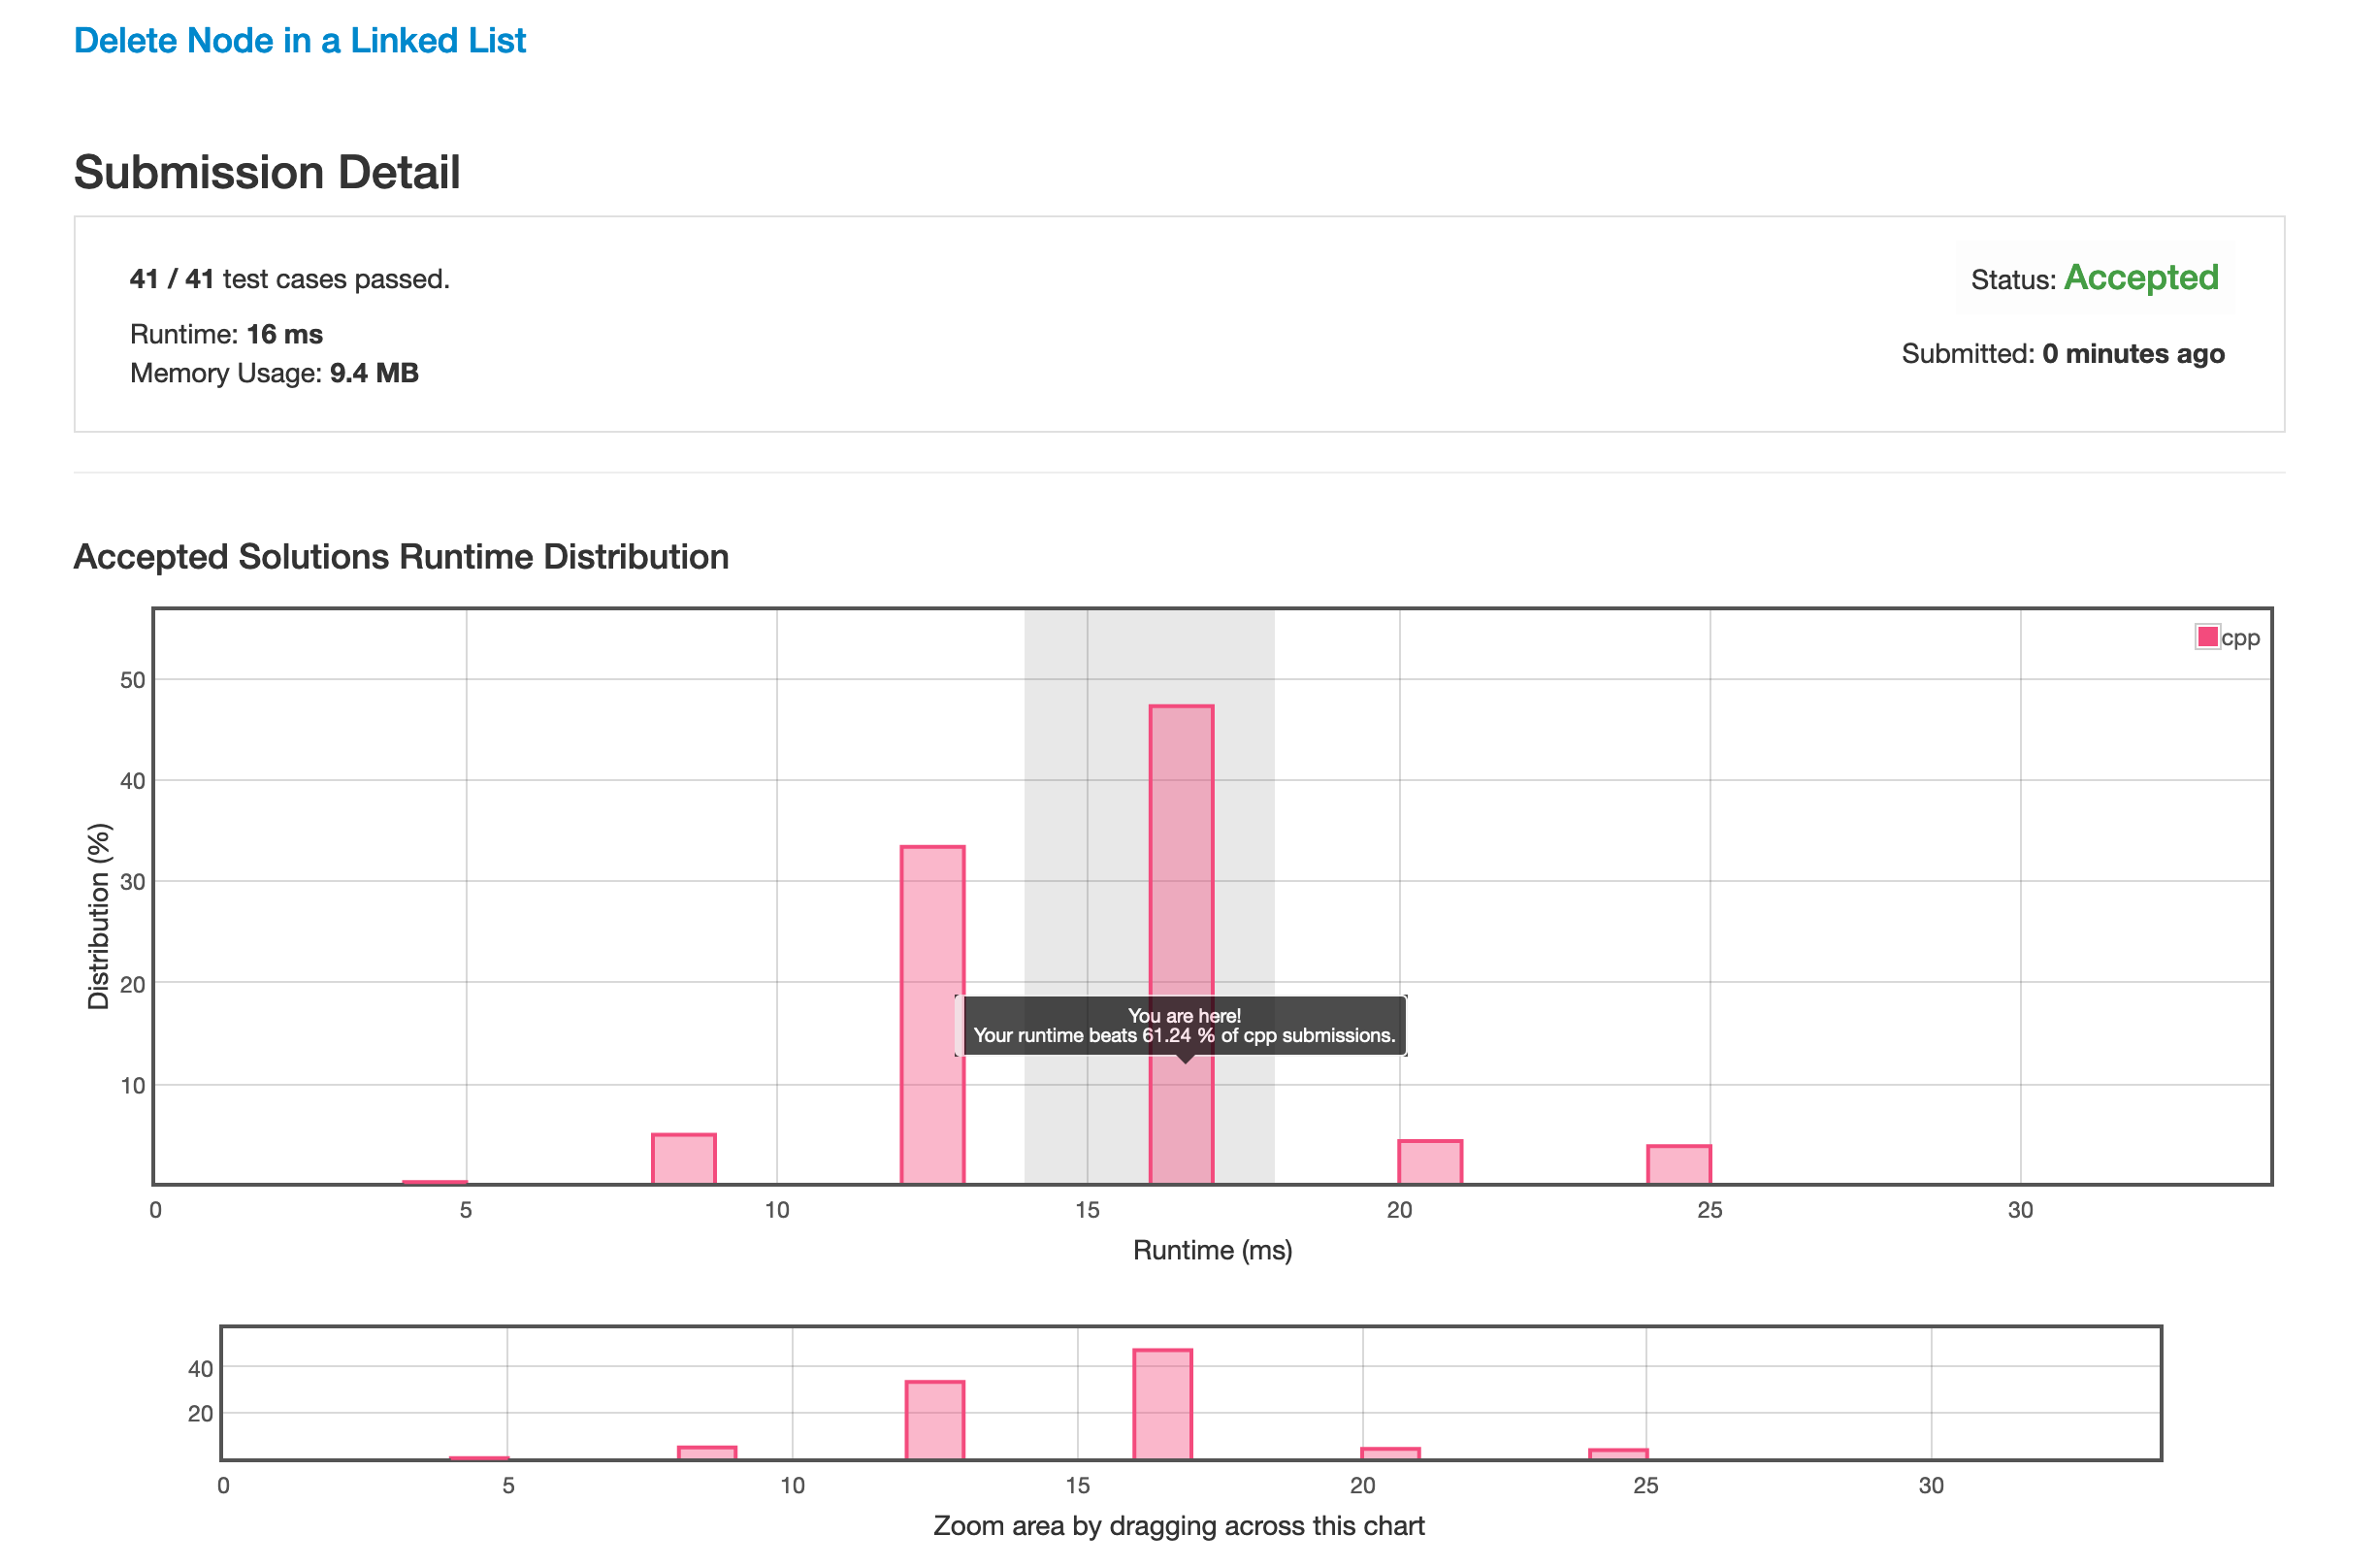 Delete Node in a Linked List
Submission Detail
41 / 41 test cases passed.
Status: Accepted
Runtime: 16 ms
Submitted: 0 minutes ago
Memory Usage: 9.4 MB
Accepted Solutions Runtime Distribution
cpp
50
40
30
20
10
Distribution (%)
You are here!
Your runtime beats 61.24 % of cpp submissions.
0 5 10 15 20 25 30
Runtime (ms)
40
20
0 5 10 15 20 25 30
Zoom area by dragging across this chart